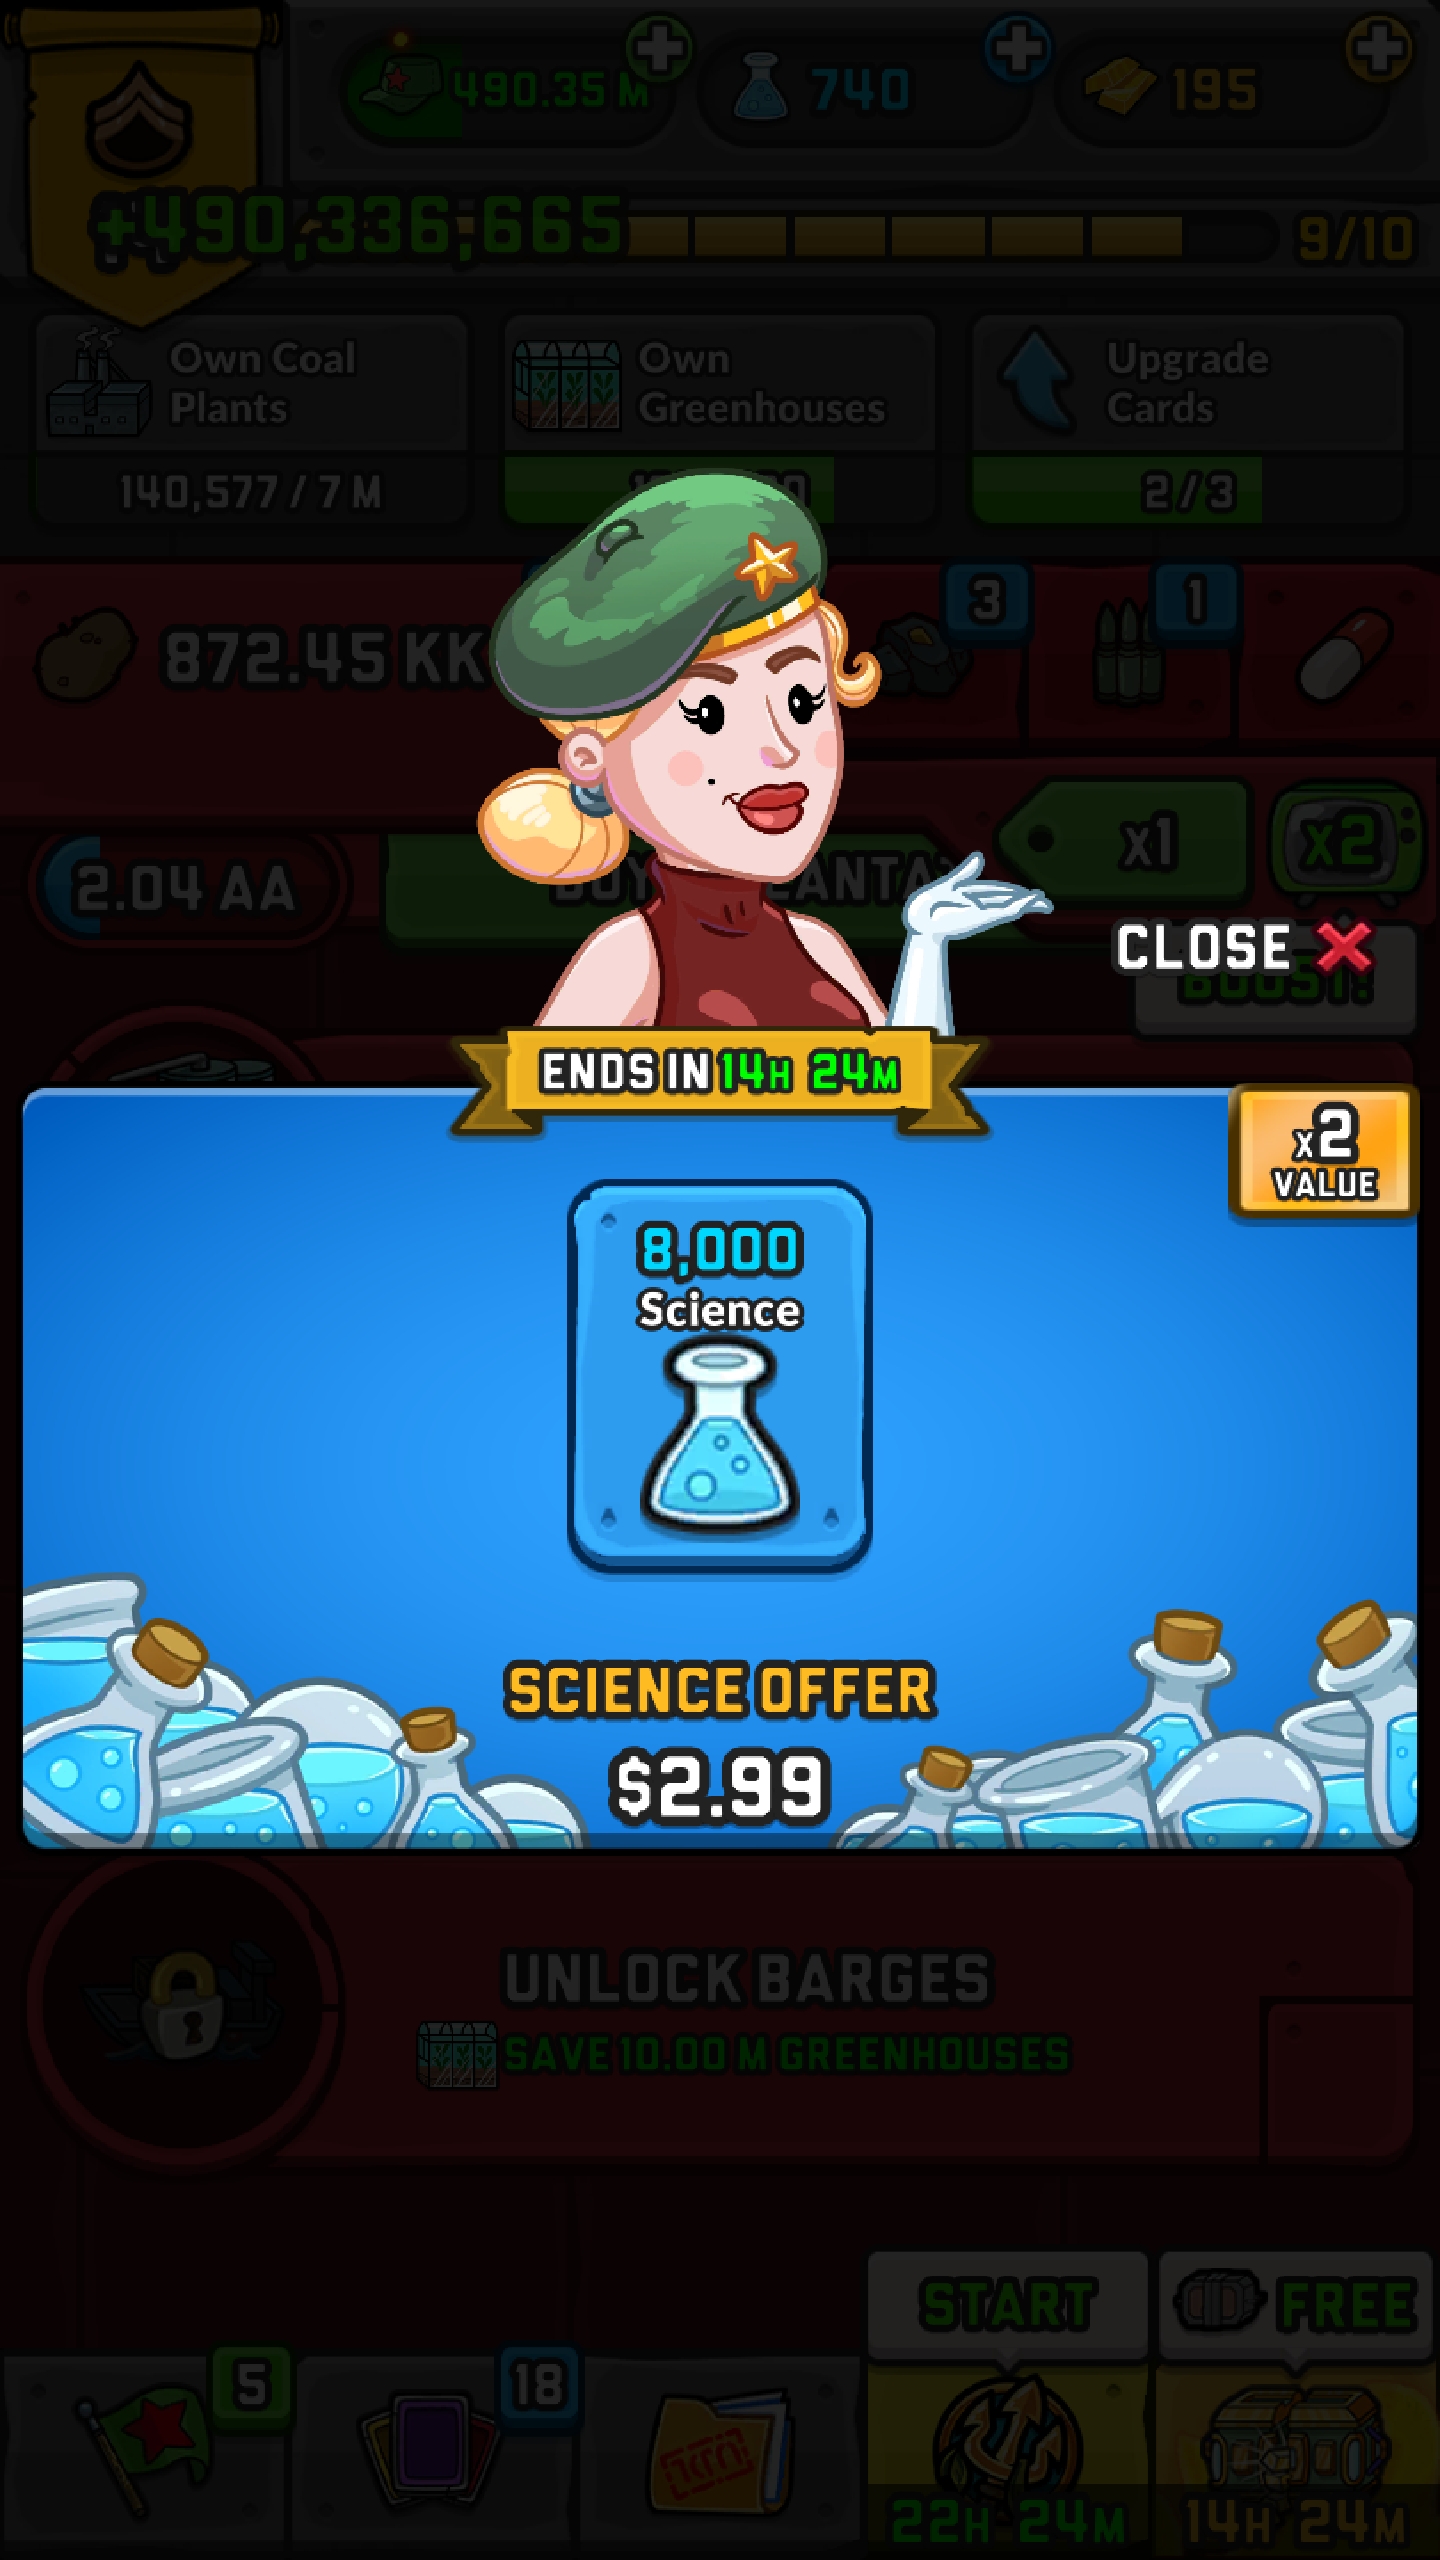 490.35 M
740
195
+490,336,665
9/10
Own Coal
Plants
Own
Greenhouses
Upgrade
Cards
140,577 / 7 M
2 / 3
872.45 KK
3
1
2.04 AA
BUY
x1
x2
CLOSE
BOOST!
ENDS IN 14H 24M
x2
VALUE
8,000
Science
SCIENCE OFFER
$2.99
UNLOCK BARGES
SAVE 10.00 M GREENHOUSES
START
FREE
5
18
22H 24M
14H 24M